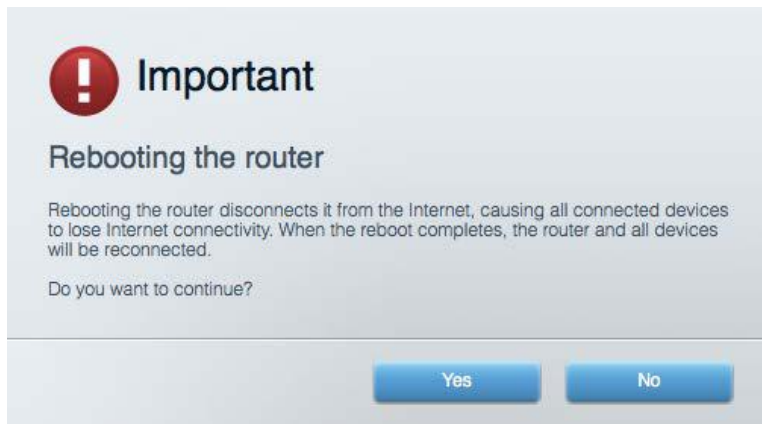 Important
Rebooting the router
Rebooting the router disconnects it from the Internet, causing all connected devices
to lose Internet connectivity. When the reboot completes, the router and all devices
will be reconnected.
Do you want to continue?
Yes
No